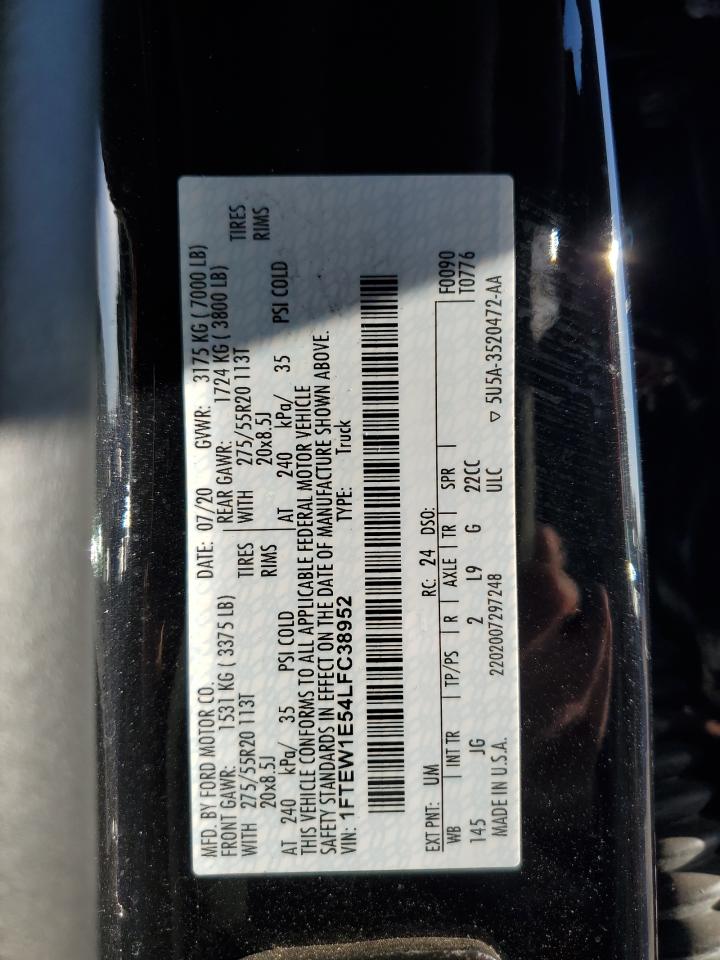 MFD. BY FORD MOTOR CO. DATE: 07/20 GVWR: 3175 KG ( 7000 LB)
FRONT GAWR: 1531 KG ( 3375 LB) REAR GAWR: 1724 KG ( 3800 LB)
WITH 275/55R20 113T TIRES WITH 275/55R20 113T TIRES
20x8.5J RIMS 20x8.5J RIMS
AT 240 kPa/ 35 PSI COLD AT 240 kPa/ 35 PSI COLD
THIS VEHICLE CONFORMS TO ALL APPLICABLE FEDERAL MOTOR VEHICLE
SAFETY STANDARDS IN EFFECT ON THE DATE OF MANUFACTURE SHOWN ABOVE.
VIN: 1FTEW1E54LFC38952 TYPE: Truck
EXT PNT: UM RC: 24 DSO: F0090
WB INT TR TP/PS R AXLE TR SPR T0776
145 JG 2 L9 G 22CC
MADE IN U.S.A. 2202007297248 ULC ▽ 5U5A-3520472-AA